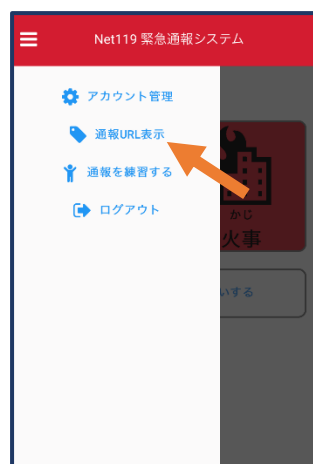 Net119 緊急通報システム
アカウント管理
通報URL表示
通報を練習する
ログアウト
かじ
火事
いする